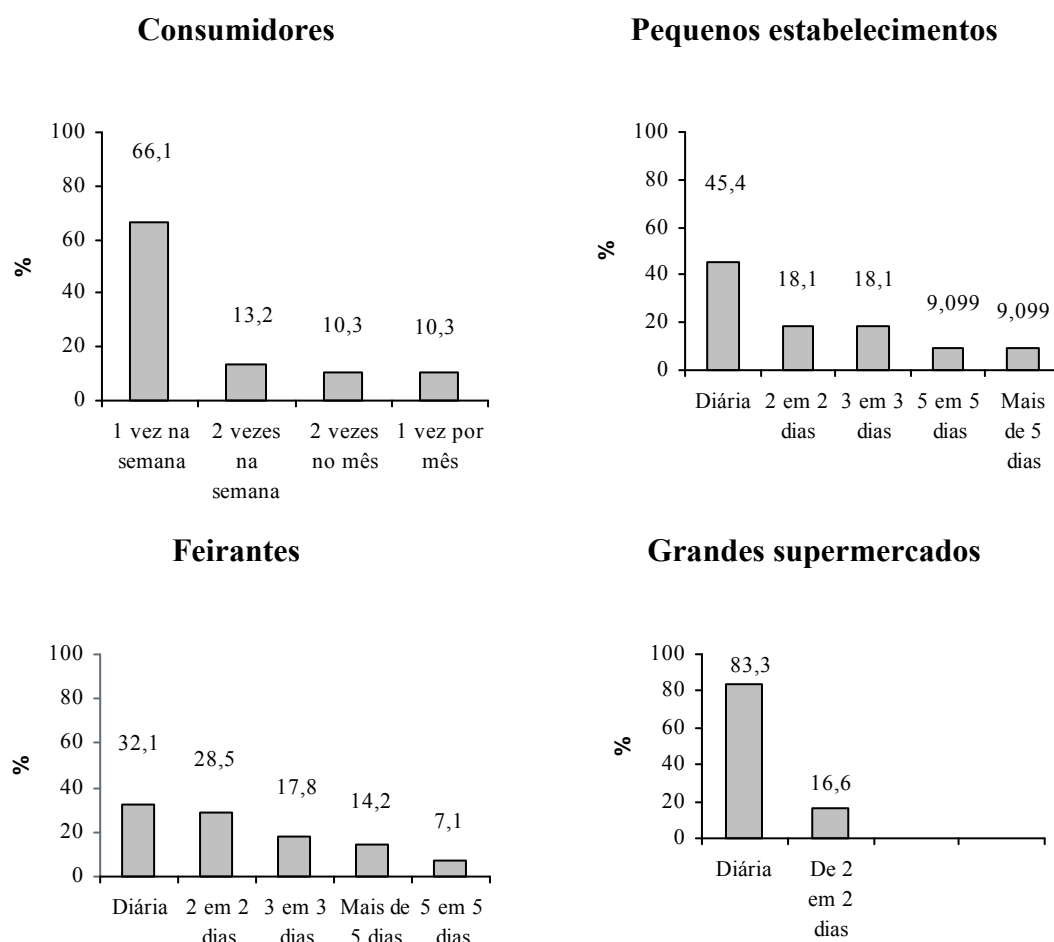 Consumidores
100
80
60
40
20
0
%
66,1
13,2
10,3
10,3
1 vez na
semana
2 vezes
na
semana
2 vezes
no mês
1 vez por
mês
Pequenos estabelecimentos
100
80
60
40
20
0
%
45,4
18,1
18,1
9,099
9,099
Diária
2 em 2
dias
3 em 3
dias
5 em 5
dias
Mais
de 5
dias
Feirantes
100
80
60
40
20
0
%
32,1
28,5
17,8
14,2
7,1
Diária
2 em 2
dias
3 em 3
dias
Mais de
5 dias
5 em 5
dias
Grandes supermercados
100
80
60
40
20
0
%
83,3
16,6
Diária
De 2
em 2
dias